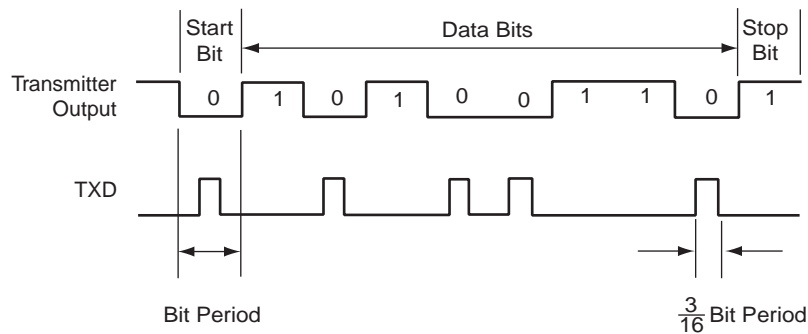 Start Bit
Data Bits
Stop Bit
Transmitter Output
0 1 0 1 0 0 1 1 0 1
TXD
Bit Period
3/16 Bit Period